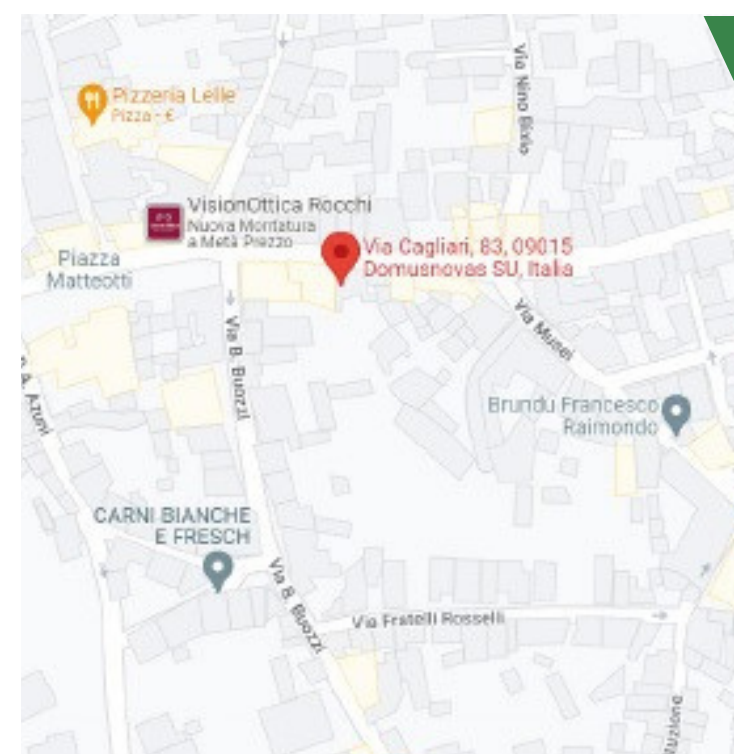 Pizzeria Lelle
Pizza - €
Via Nino Bixio
VisionOttica Rocchi
Nuova Montatura
a Metà Prezzo
Via Cagliari, 83, 09015
Domusnovas SU, Italia
Piazza
Matteotti
Via B. Buozzi
Via Musei
A. Azuni
Brundu Francesco
Raimondo
CARNI BIANCHE
E FRESCH
Via B. Buozzi
Via Fratelli Rosselli